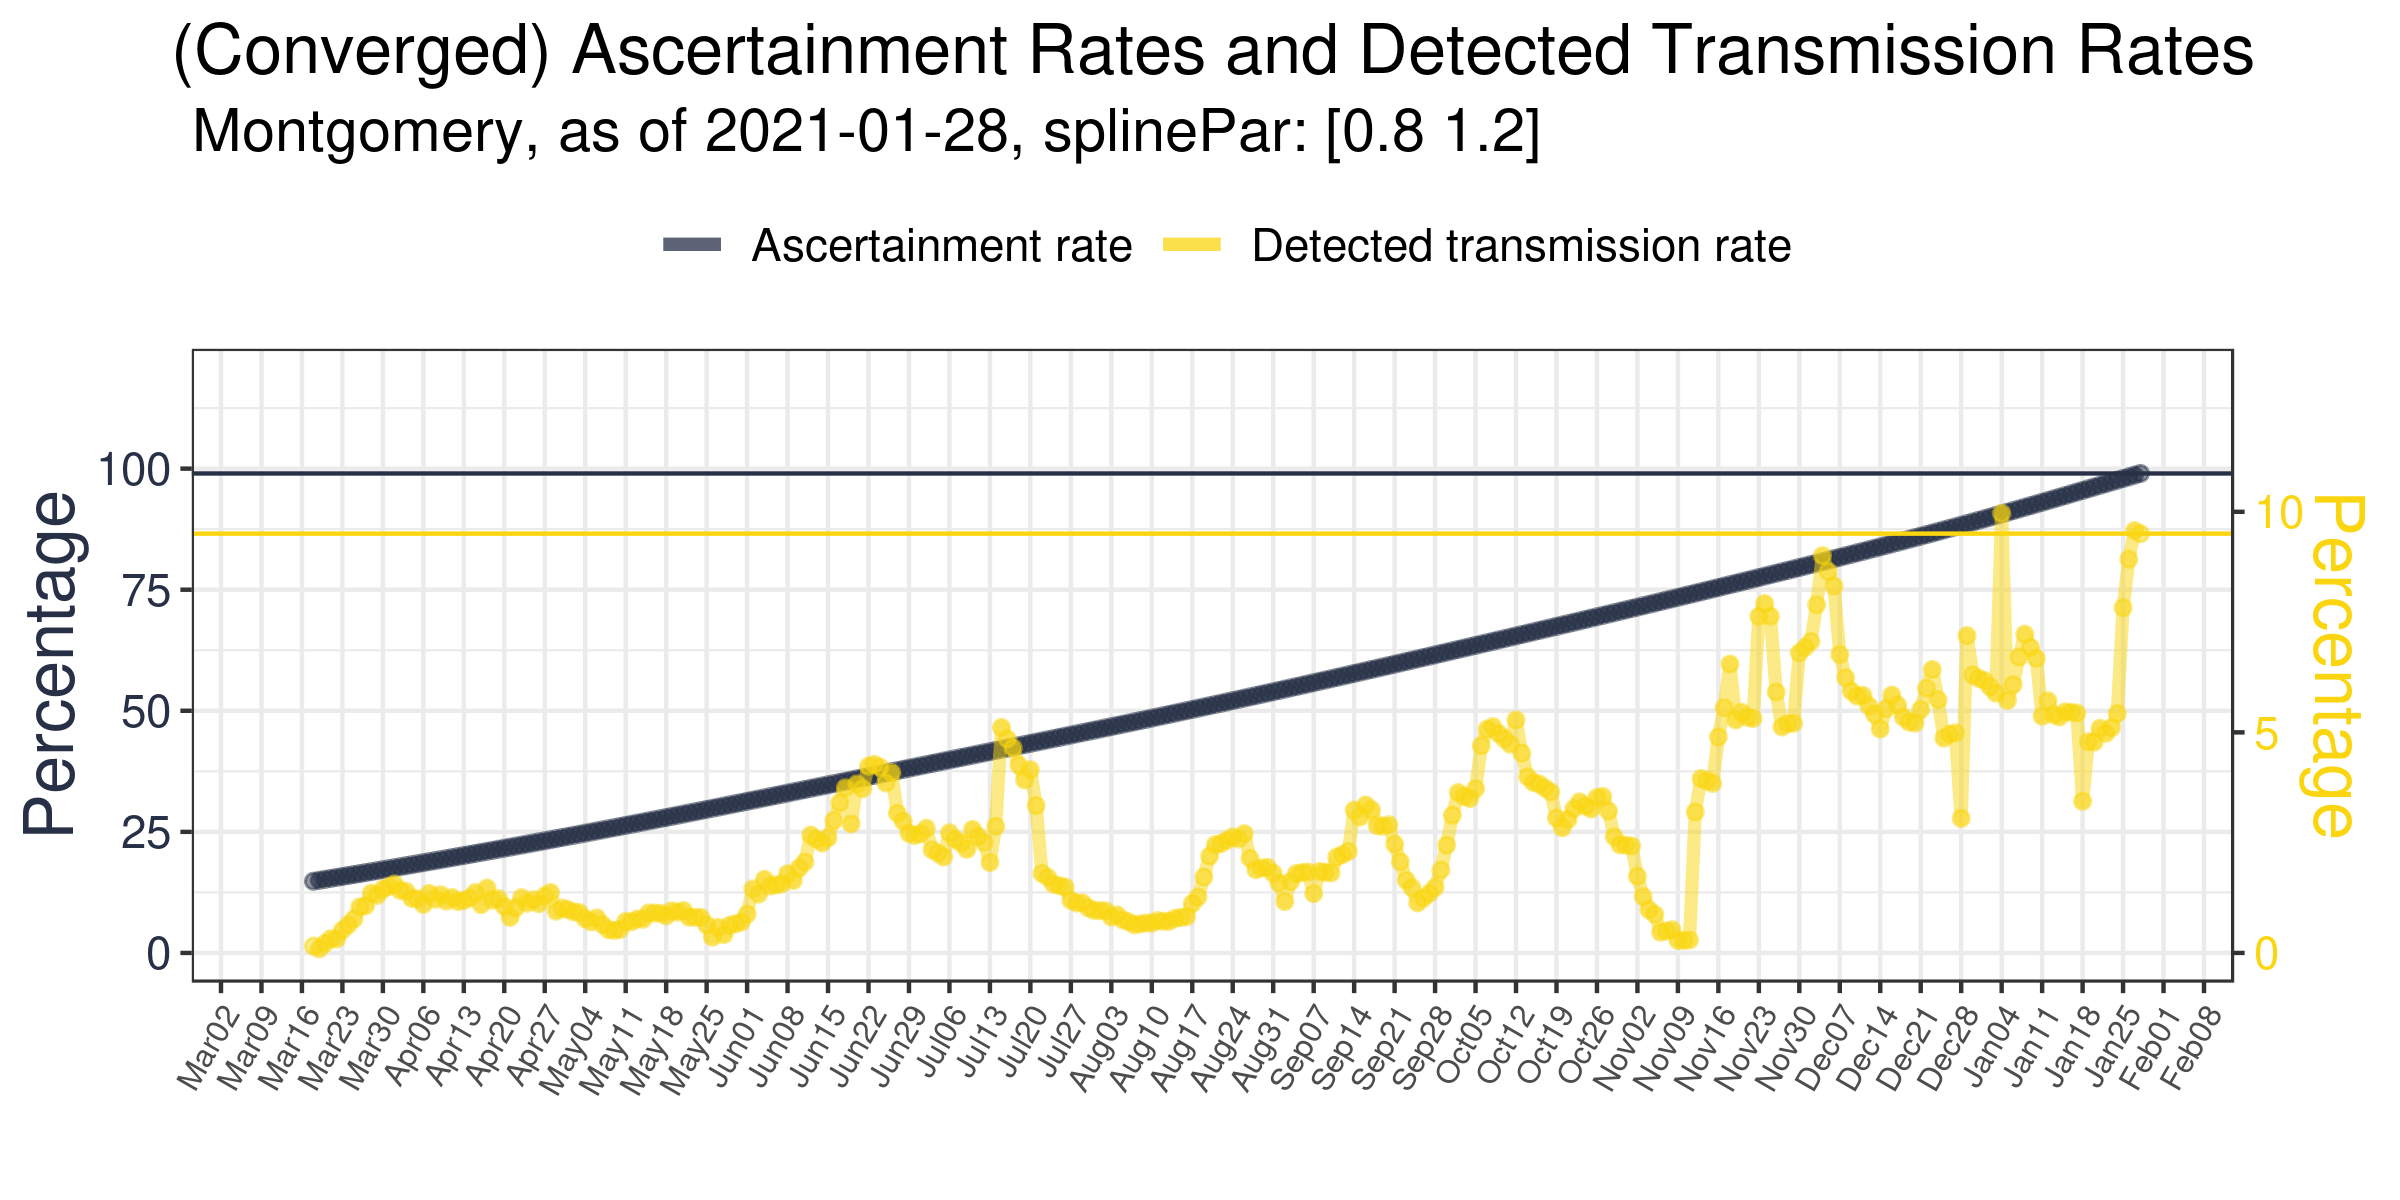 (Converged) Ascertainment Rates and Detected Transmission Rates
Montgomery, as of 2021-01-28, splinePar: [0.8 1.2]
Ascertainment rate Detected transmission rate
Percentage
100
75
50
25
0
10
5
0
Percentage
Mar02 Mar09 Mar16 Mar23 Mar30 Apr06 Apr13 Apr20 Apr27 May04 May11 May18 May25 Jun01 Jun08 Jun15 Jun22 Jun29 Jul06 Jul13 Jul20 Jul27 Aug03 Aug10 Aug17 Aug24 Aug31 Sep07 Sep14 Sep21 Sep28 Oct05 Oct12 Oct19 Oct26 Nov02 Nov09 Nov16 Nov23 Nov30 Dec07 Dec14 Dec21 Dec28 Jan04 Jan11 Jan18 Jan25 Feb01 Feb08